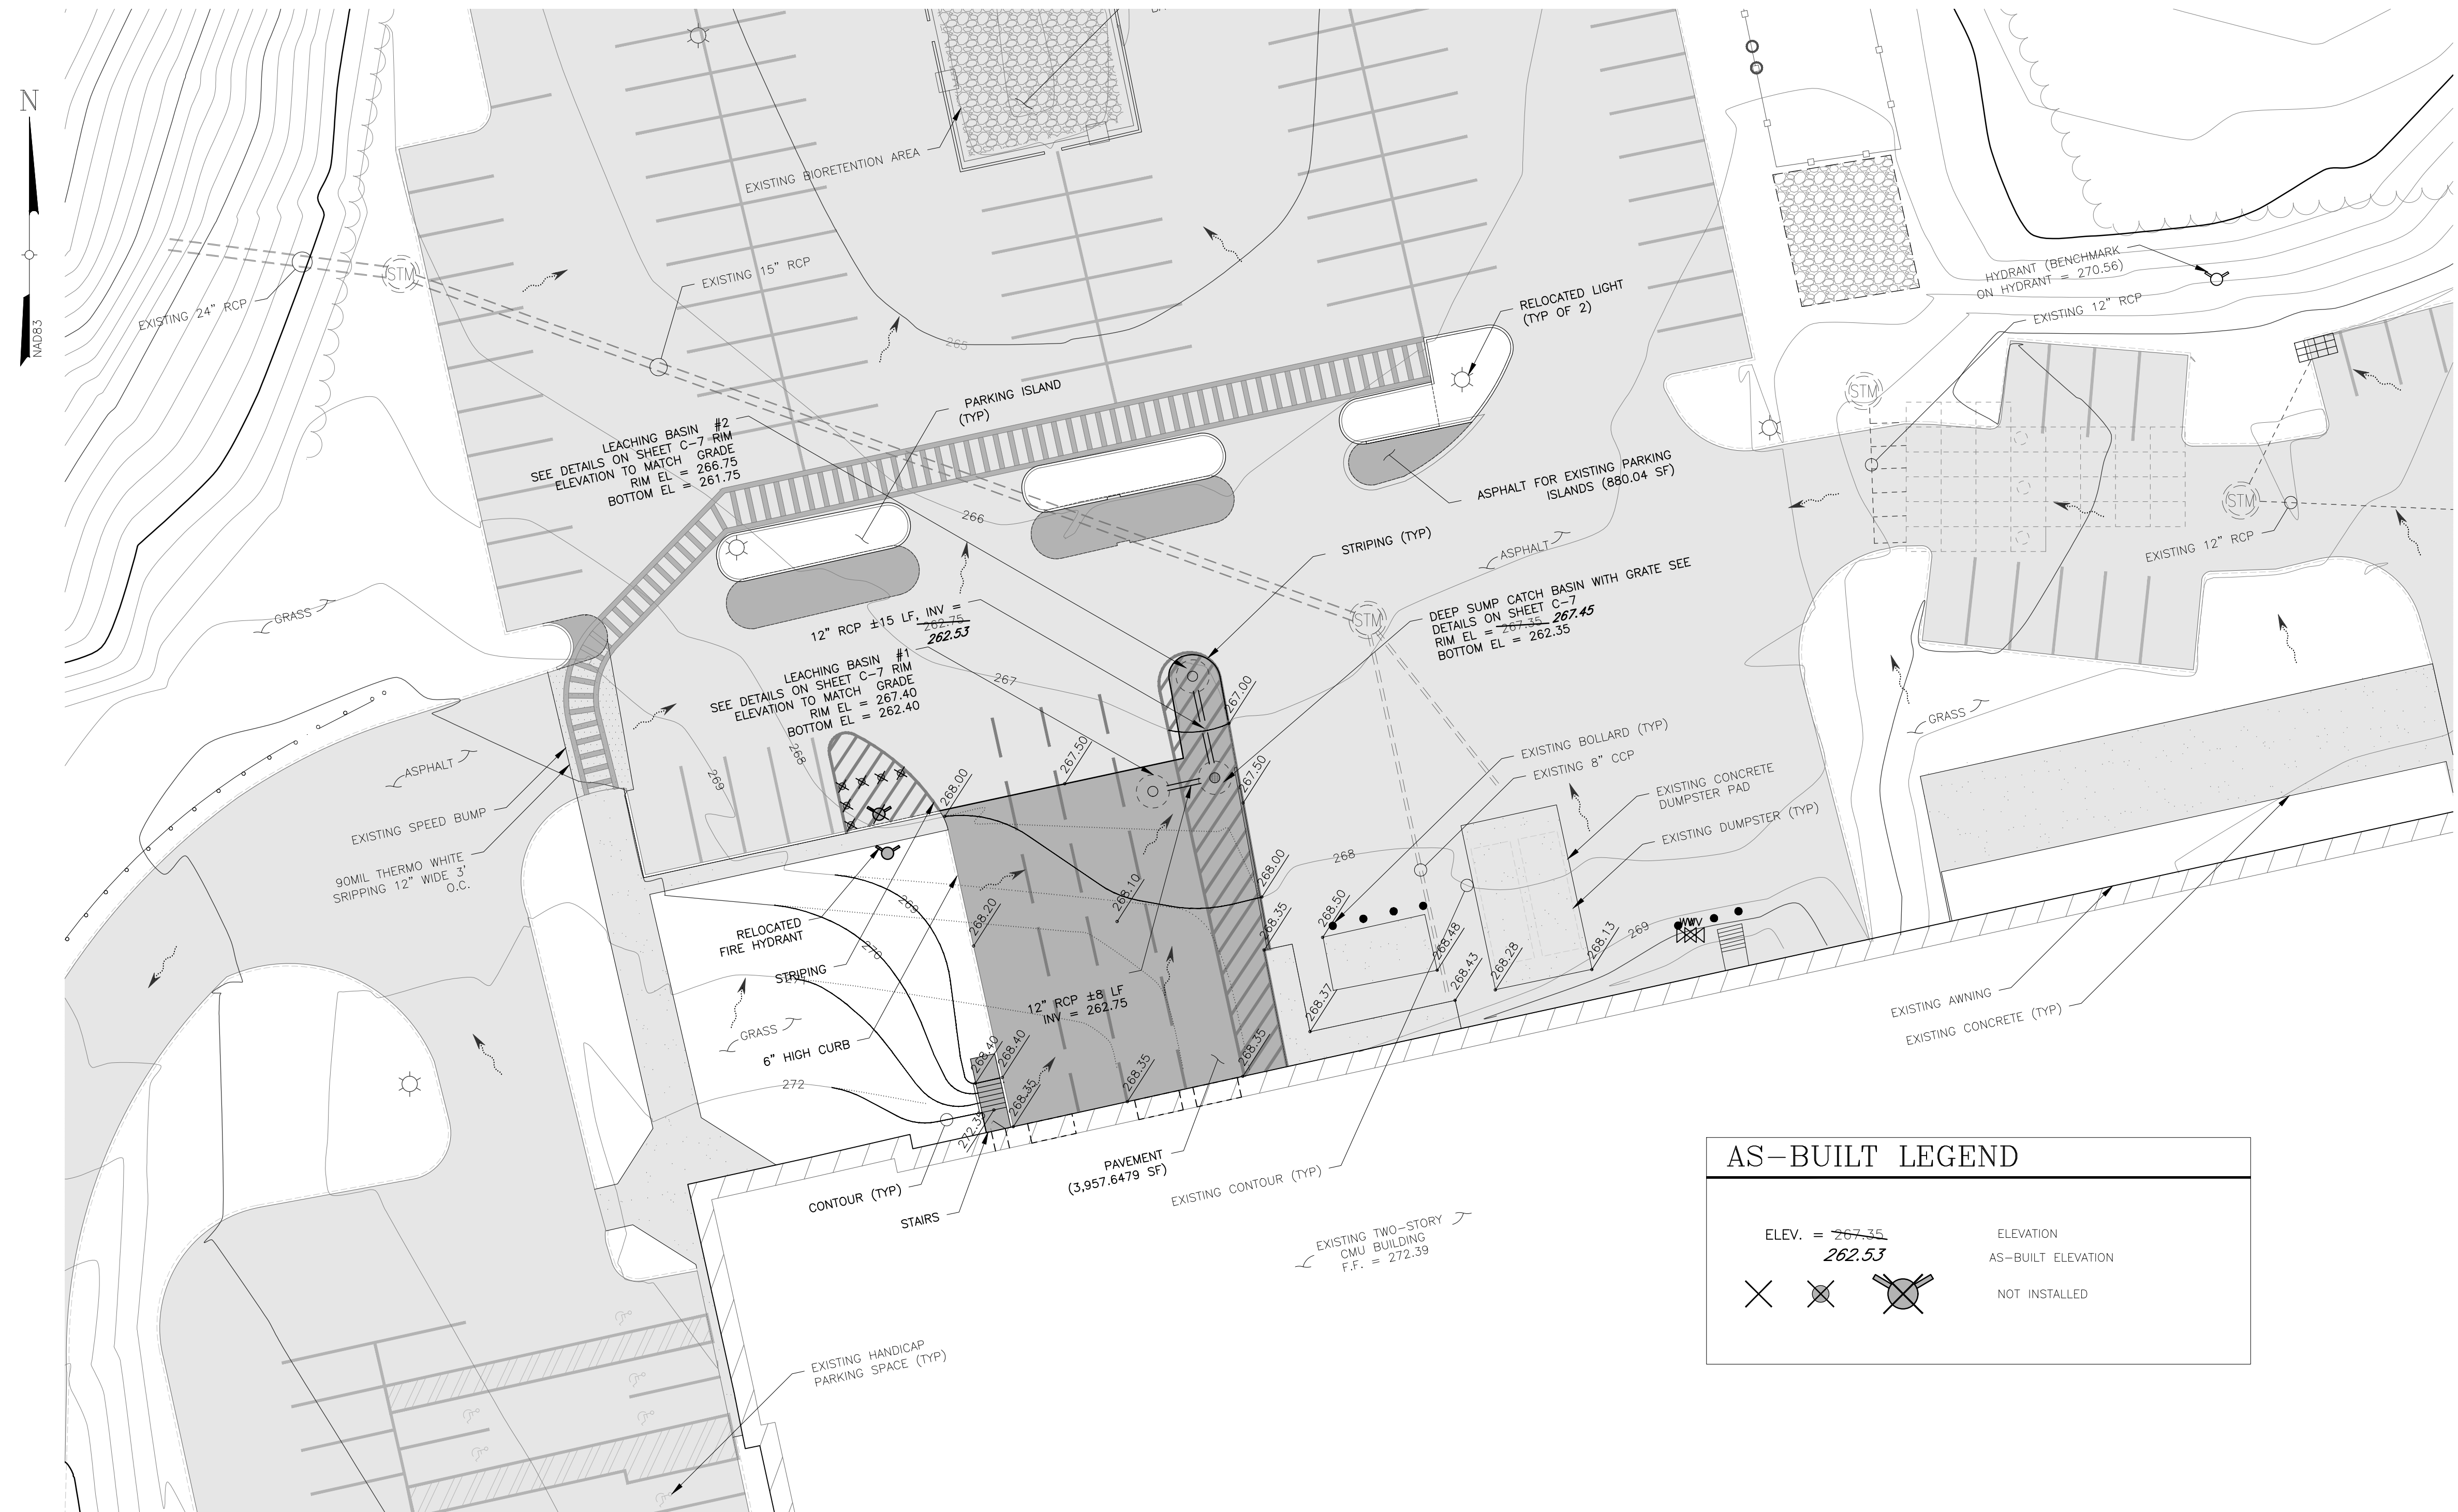 N
NAD83
EXISTING 24" RCP
STM
EXISTING BIORETENTION AREA
EXISTING 15" RCP
265
PARKING ISLAND
(TYP)
RELOCATED LIGHT
(TYP OF 2)
HYDRANT (BENCHMARK
ON HYDRANT = 270.56)
EXISTING 12" RCP
STM
STM
EXISTING 12" RCP
LEACHING BASIN #2
SEE DETAILS ON SHEET C-7 RIM
ELEVATION TO MATCH GRADE
RIM EL = 266.75
BOTTOM EL = 261.75
266
ASPHALT FOR EXISTING PARKING
ISLANDS (880.04 SF)
STRIPING (TYP)
ASPHALT
GRASS
12" RCP ±15 LF, INV =
262.75
262.53
STM
DEEP SUMP CATCH BASIN WITH GRATE SEE
DETAILS ON SHEET C-7
RIM EL = 267.35 267.45
BOTTOM EL = 262.35
LEACHING BASIN #1
SEE DETAILS ON SHEET C-7 RIM
ELEVATION TO MATCH GRADE
RIM EL = 267.40
BOTTOM EL = 262.40
267
267.00
GRASS
ASPHALT
268
269
267.50
267.50
268.00
EXISTING BOLLARD (TYP)
EXISTING 8" CCP
EXISTING CONCRETE
DUMPSTER PAD
EXISTING DUMPSTER (TYP)
EXISTING SPEED BUMP
90MIL THERMO WHITE
SRIPPING 12" WIDE 3'
O.C.
268
268.00
268.10
268.20
268.35
268.50
268.48
268.43
268.28
268.13
268.37
269
269
270
RELOCATED
FIRE HYDRANT
STRIPING
GRASS
6" HIGH CURB
12" RCP ±8 LF
INV = 262.75
268.40
268.40
268.35
268.35
268.35
272.35
272
EXISTING AWNING
EXISTING CONCRETE (TYP)
PAVEMENT
(3,957.6479 SF)
EXISTING CONTOUR (TYP)
CONTOUR (TYP)
STAIRS
EXISTING TWO-STORY
CMU BUILDING
F.F. = 272.39
EXISTING HANDICAP
PARKING SPACE (TYP)
AS-BUILT LEGEND
ELEV. = 267.35 ELEVATION
262.53 AS-BUILT ELEVATION
NOT INSTALLED